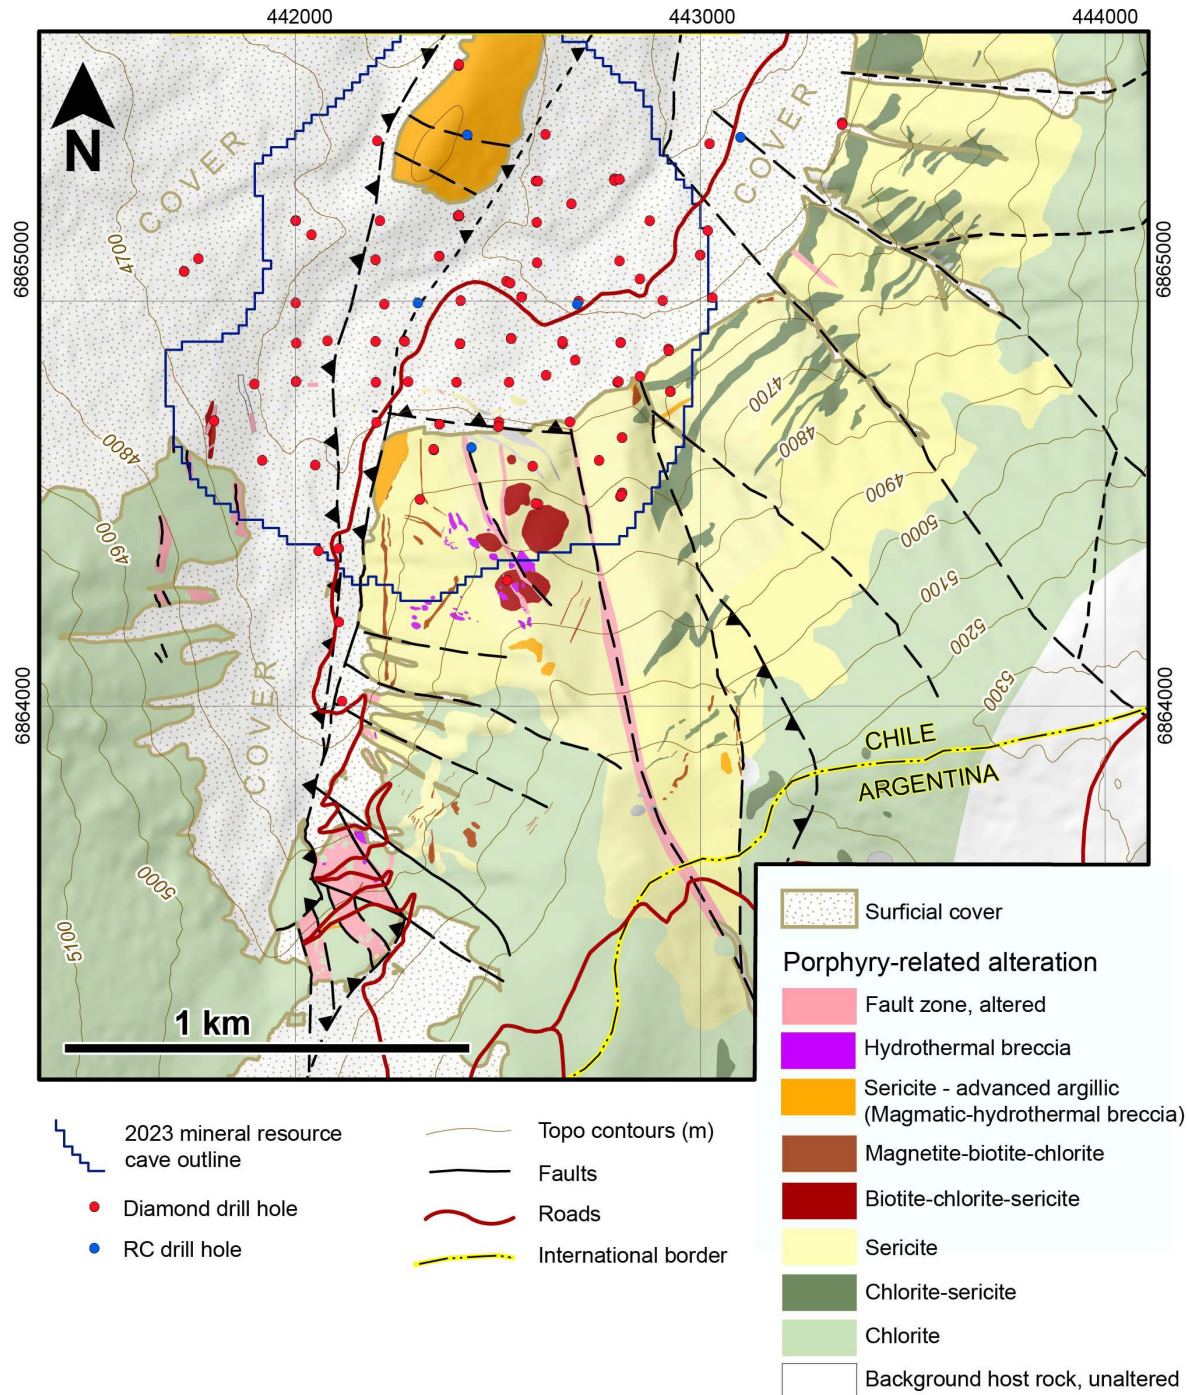 442000
443000
444000
N
COVER
COVER
6865000
6865000
4700
4700
4800
4800
4900
4900
5000
5100
5200
5300
COVER
6864000
6864000
CHILE
ARGENTINA
5000
5100
1 km
Surficial cover
Porphyry-related alteration
Fault zone, altered
Hydrothermal breccia
Sericite - advanced argillic
(Magmatic-hydrothermal breccia)
Magnetite-biotite-chlorite
Biotite-chlorite-sericite
Sericite
Chlorite-sericite
Chlorite
Background host rock, unaltered
2023 mineral resource
cave outline
Diamond drill hole
RC drill hole
Topo contours (m)
Faults
Roads
International border